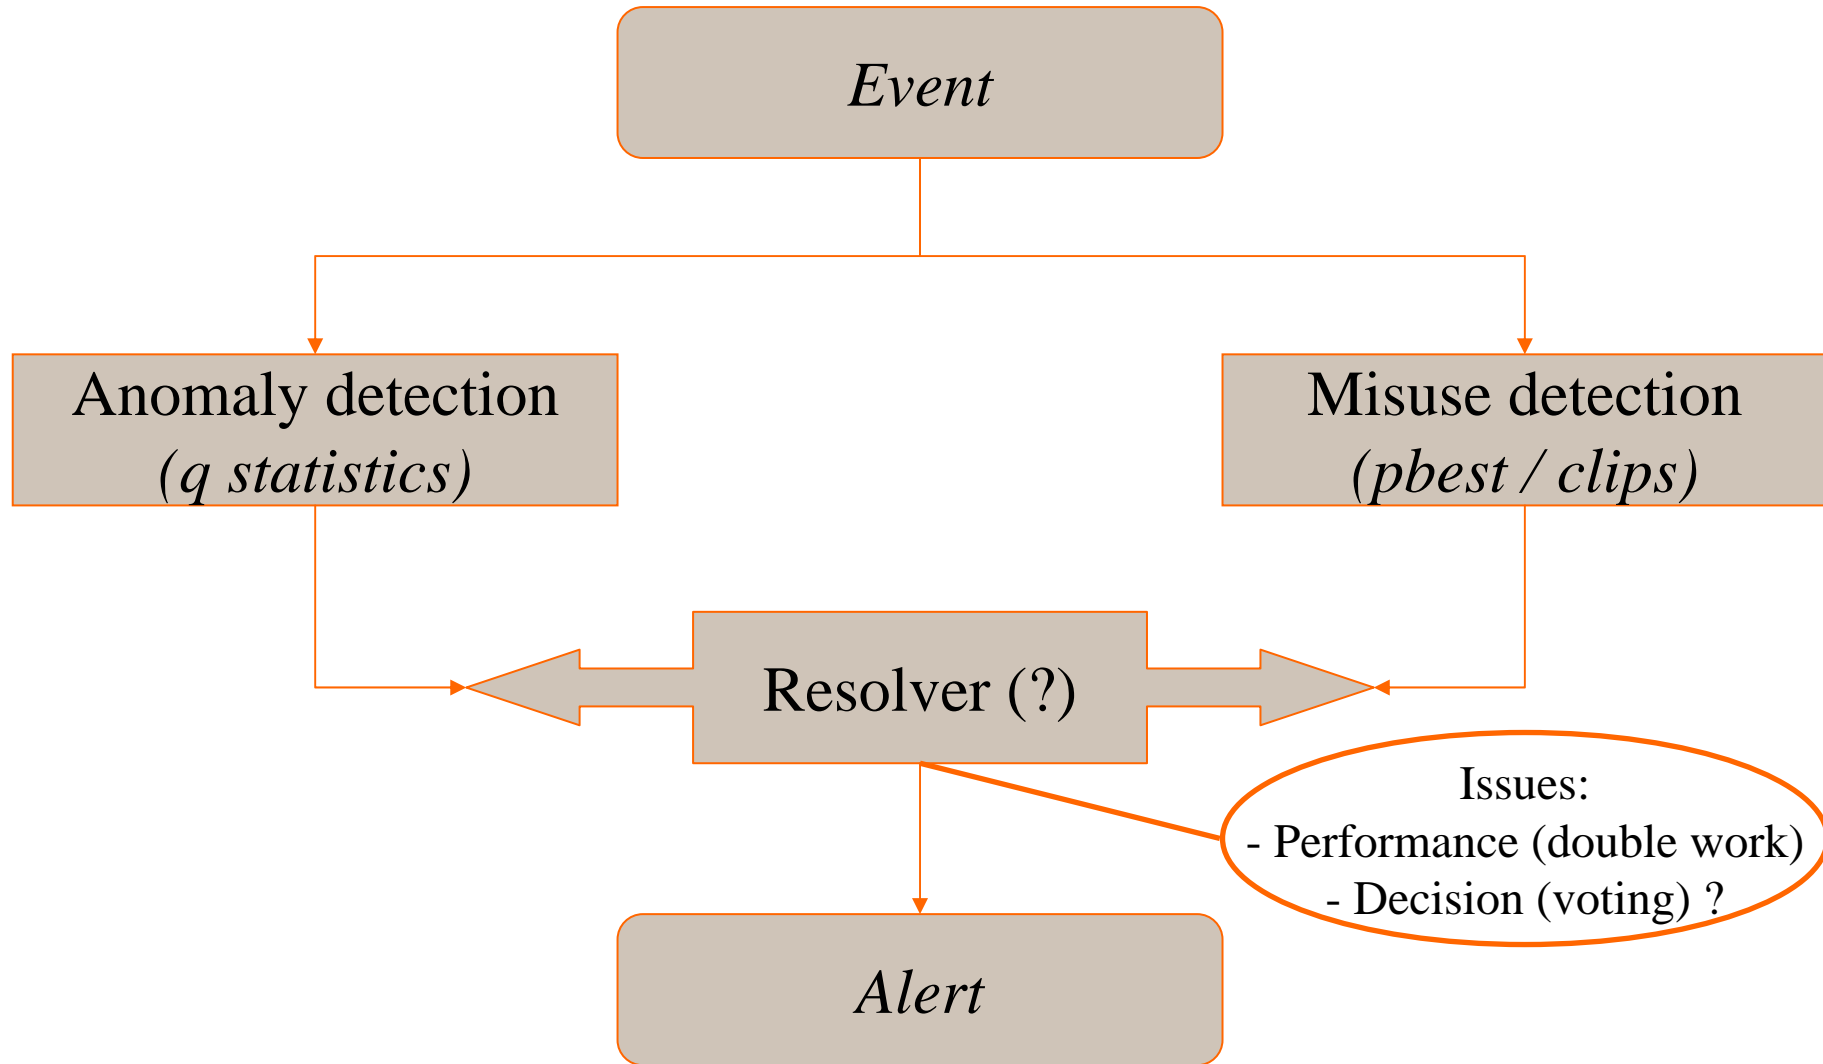 Event
Anomaly detection
(q statistics)
Misuse detection
(pbest / clips)
Resolver (?)
Issues:
- Performance (double work)
- Decision (voting) ?
Alert